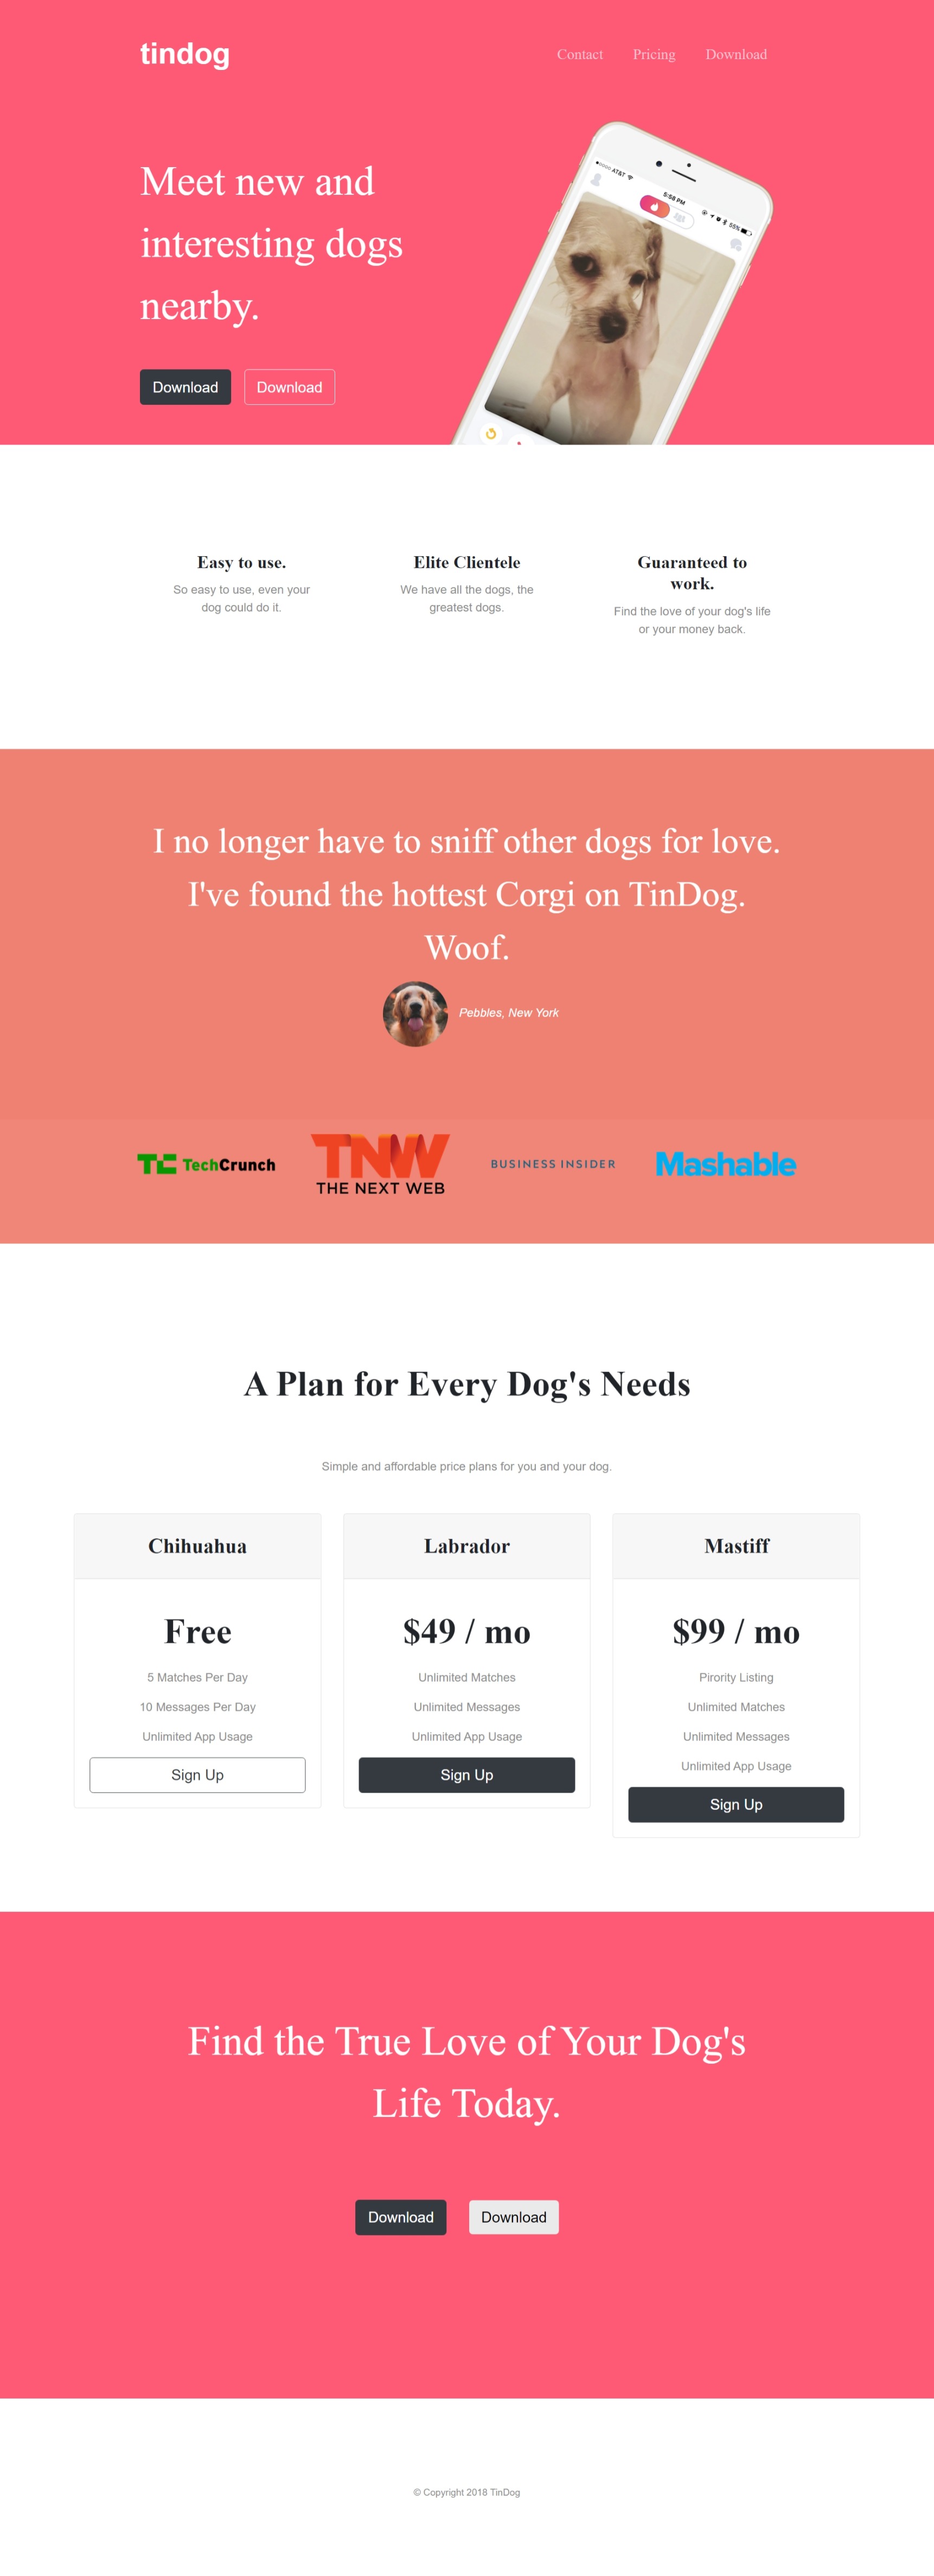 tindog
Contact Pricing Download
Meet new and
interesting dogs
nearby.
●○○○○ AT&T 5:58 PM 55%
Download Download
Easy to use.
So easy to use, even your
dog could do it.
Elite Clientele
We have all the dogs, the
greatest dogs.
Guaranteed to
work.
Find the love of your dog's life
or your money back.
I no longer have to sniff other dogs for love.
I've found the hottest Corgi on TinDog.
Woof.
Pebbles, New York
TC TechCrunch
TNW
THE NEXT WEB
BUSINESS INSIDER
Mashable
A Plan for Every Dog's Needs
Simple and affordable price plans for you and your dog.
Chihuahua
Free
5 Matches Per Day
10 Messages Per Day
Unlimited App Usage
Sign Up
Labrador
$49 / mo
Unlimited Matches
Unlimited Messages
Unlimited App Usage
Sign Up
Mastiff
$99 / mo
Pirority Listing
Unlimited Matches
Unlimited Messages
Unlimited App Usage
Sign Up
Find the True Love of Your Dog's
Life Today.
Download Download
© Copyright 2018 TinDog